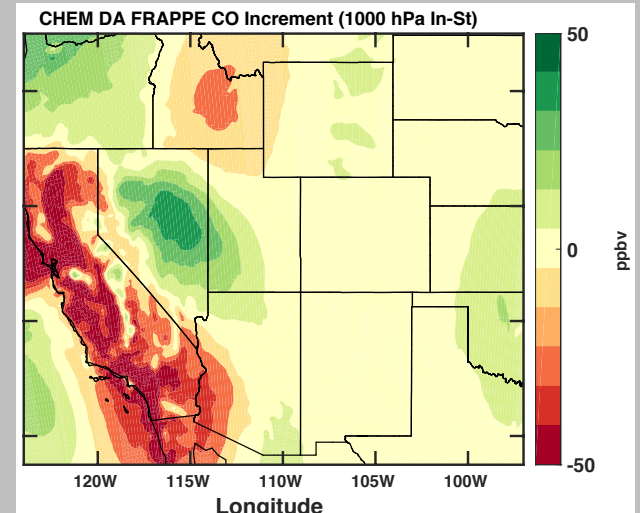 CHEM DA FRAPPE CO Increment (1000 hPa In-St)
50
0
-50
ppbv
120W 115W 110W 105W 100W
Longitude